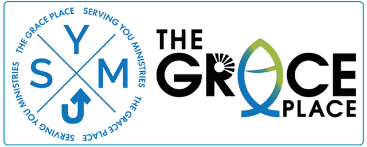 THE GRACE PLACE SERVING YOU MINISTRIES
THE GRACE PLACE SERVING YOU MINISTRIES
Y
S M
THE
GRACE
PLACE